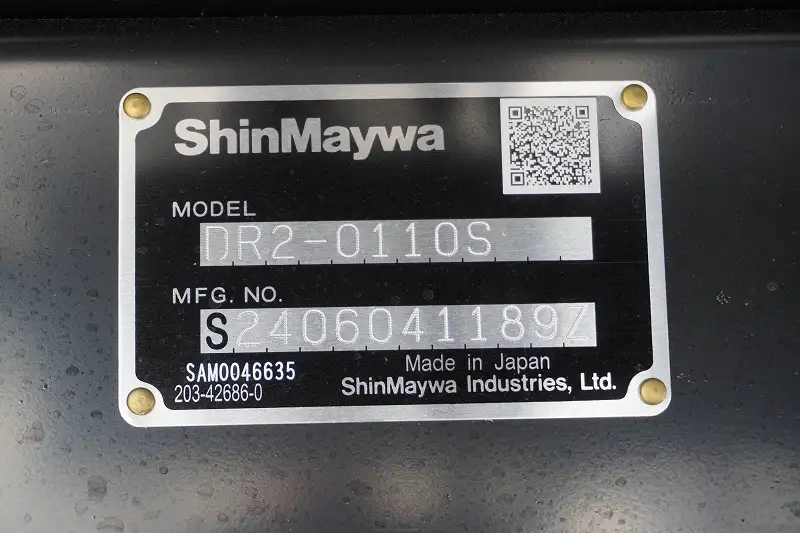 ShinMaywa
MODEL
DR2-0110S
MFG. NO.
S2406041189Z
SAM0046635
203-42686-0
Made in Japan
ShinMaywa Industries, Ltd.